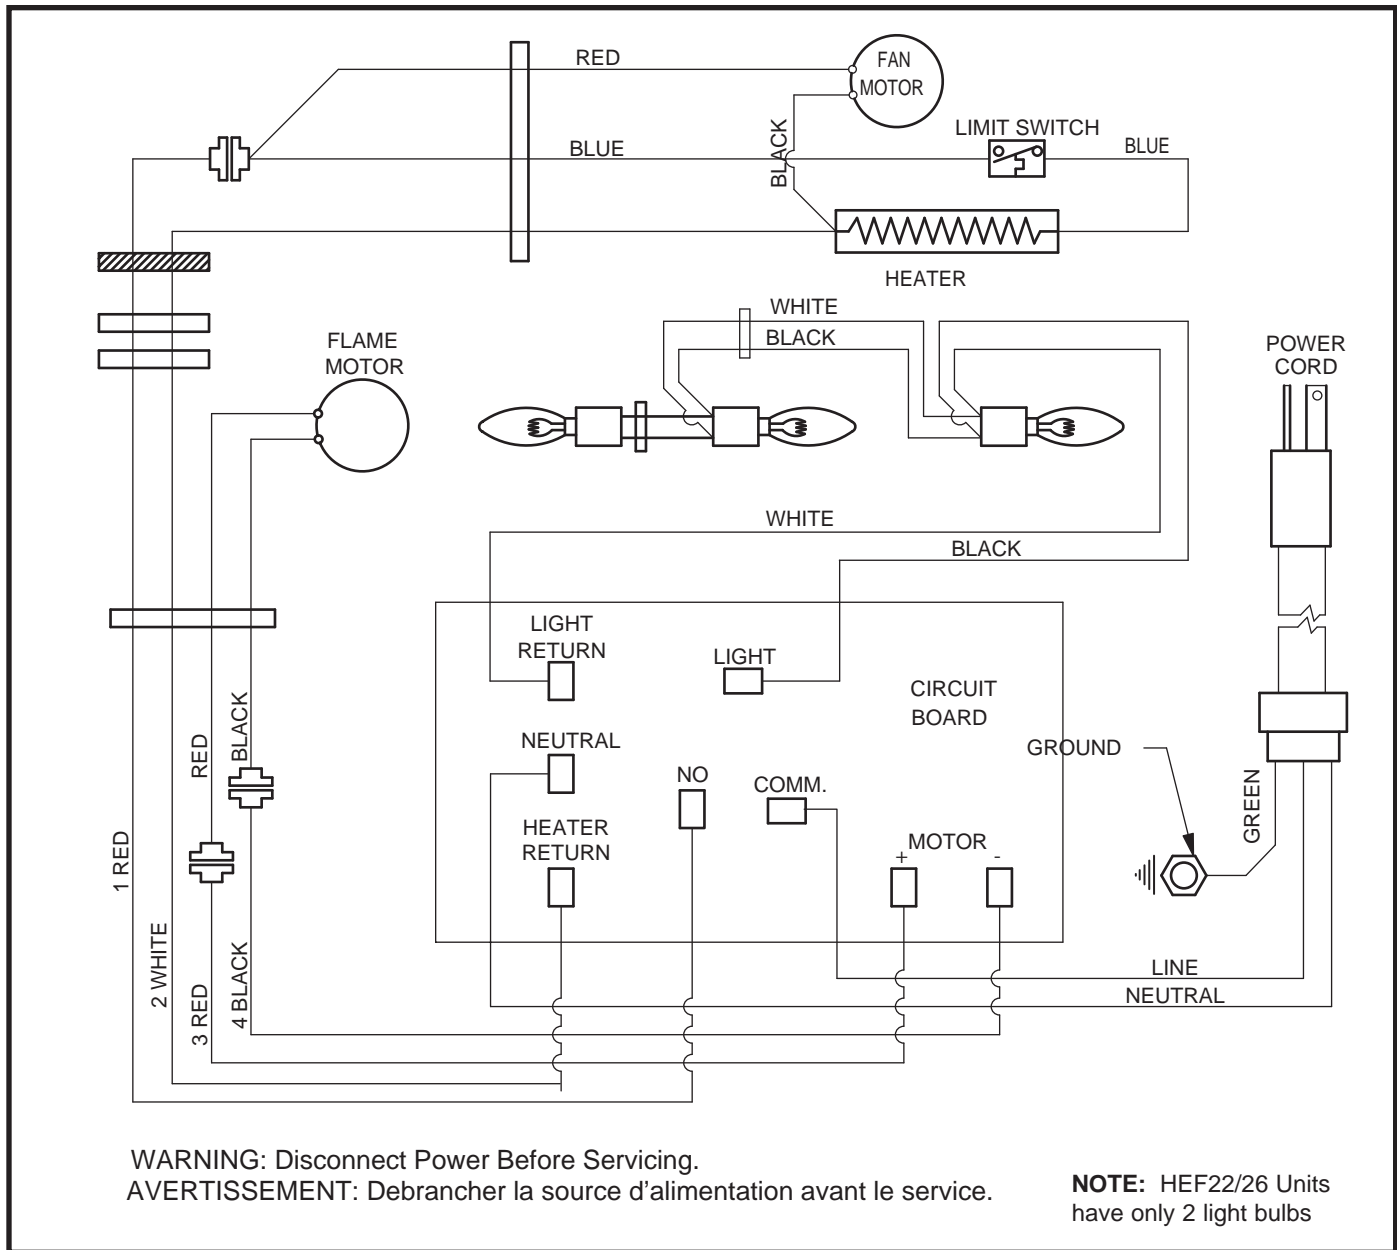 RED
FAN
MOTOR
BLACK
LIMIT SWITCH
BLUE
BLUE
HEATER
WHITE
BLACK
FLAME
MOTOR
POWER
CORD
WHITE
BLACK
LIGHT
RETURN
LIGHT
CIRCUIT
BOARD
NEUTRAL
NO
COMM.
GROUND
HEATER
RETURN
MOTOR
+
-
GREEN
RED
BLACK
1 RED
2 WHITE
3 RED
4 BLACK
LINE
NEUTRAL
WARNING: Disconnect Power Before Servicing.
AVERTISSEMENT: Debrancher la source d'alimentation avant le service.
NOTE: HEF22/26 Units
have only 2 light bulbs